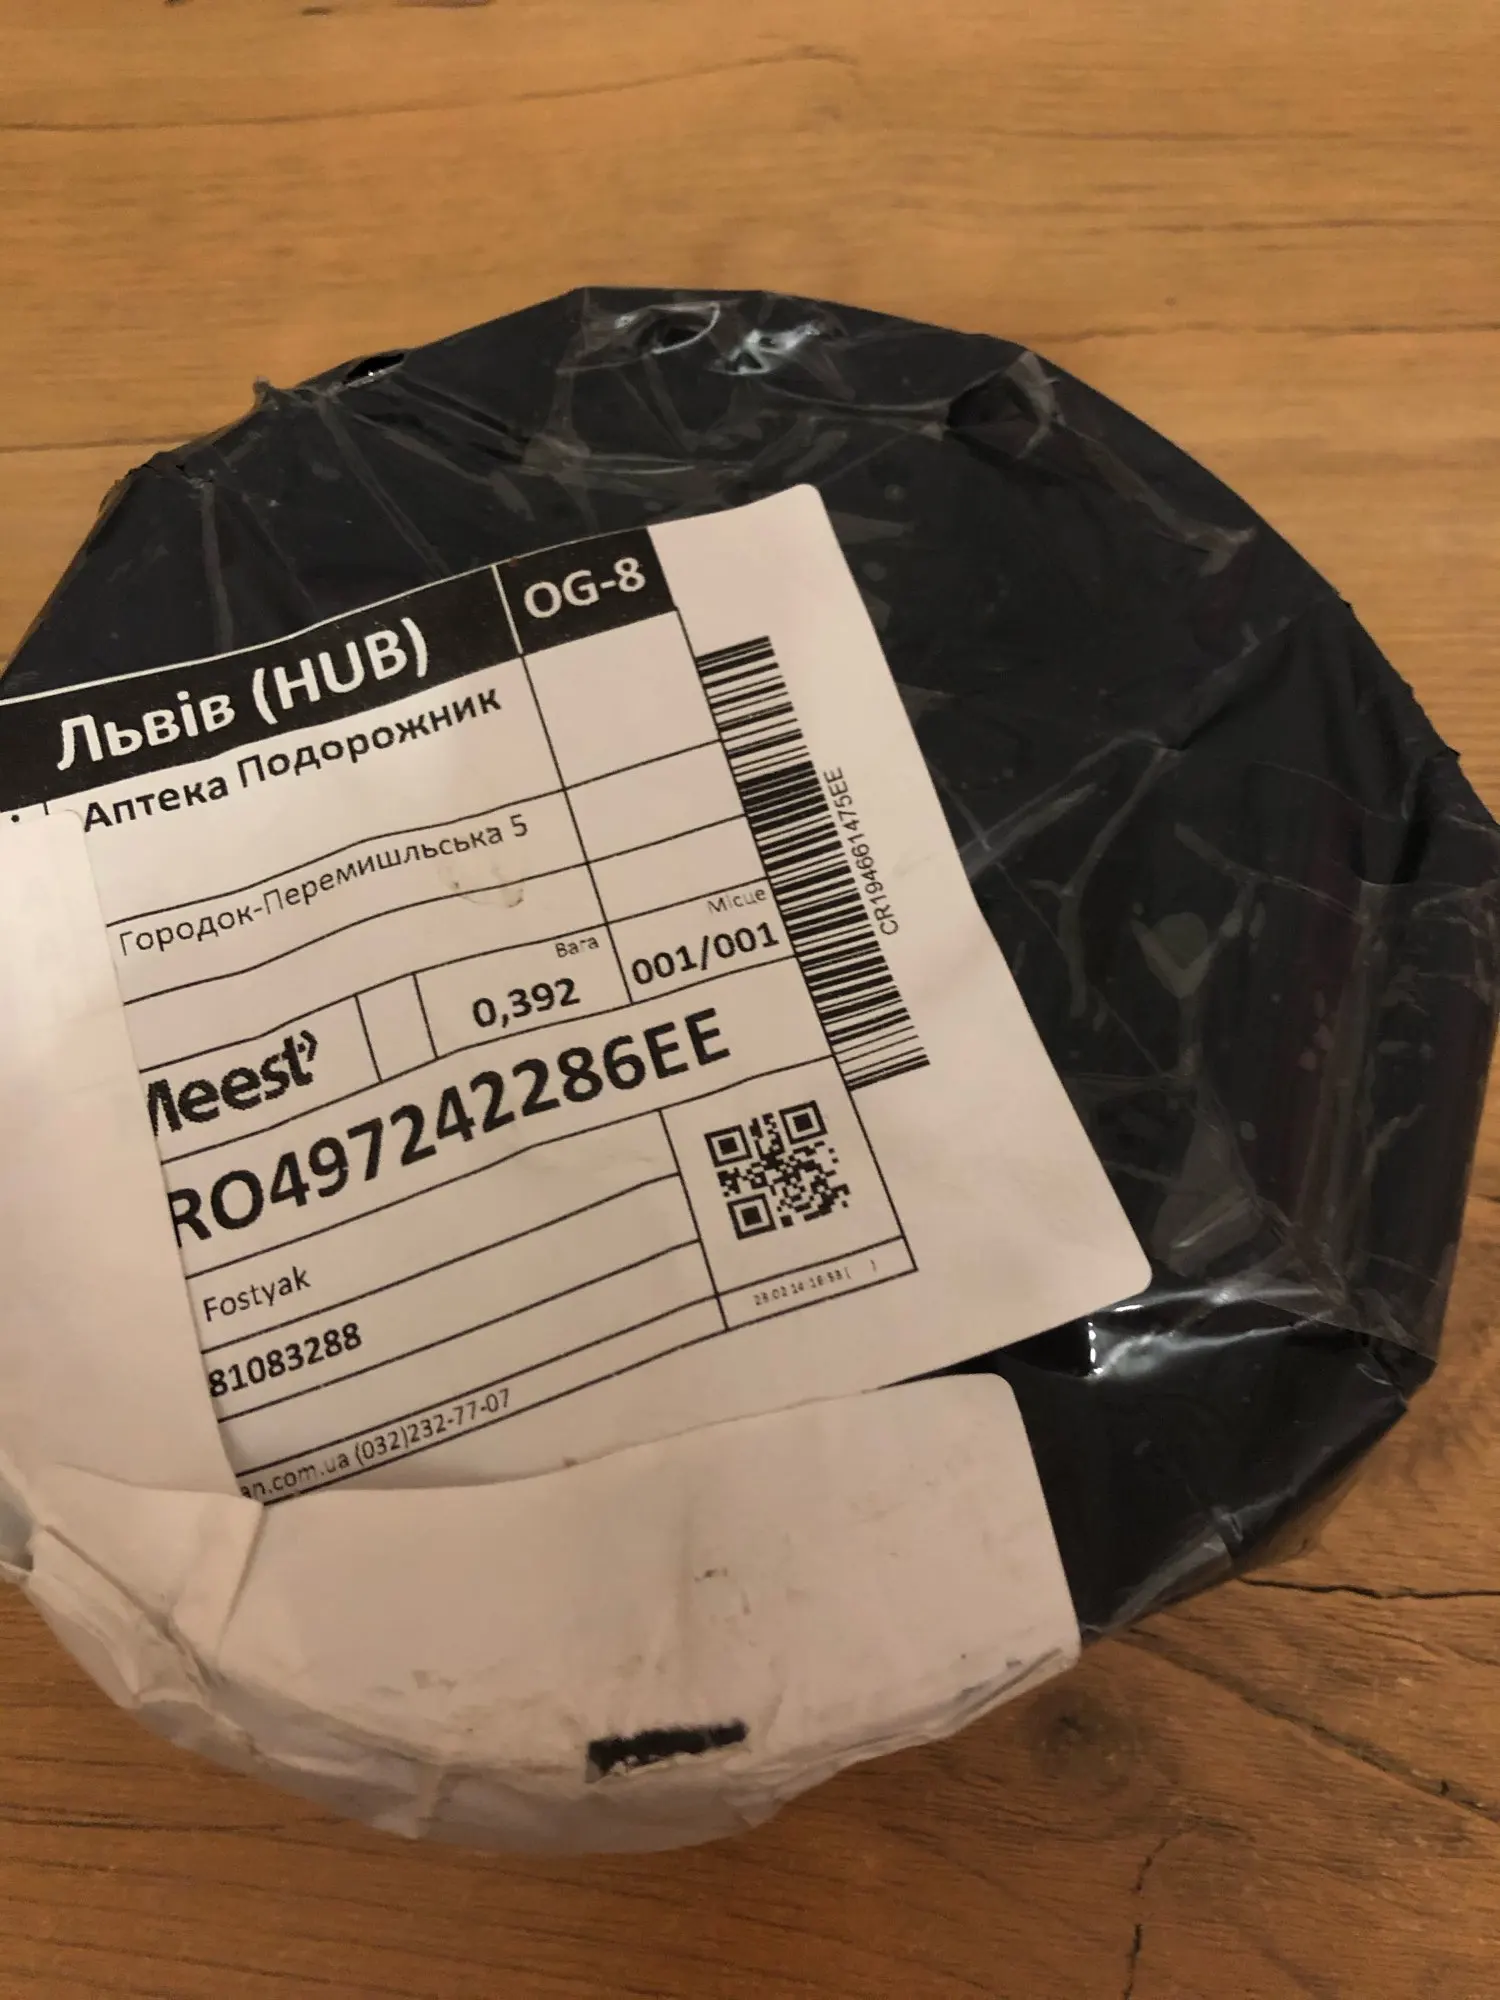 Львів (HUB) OG-8
Аптека Подорожник
Городок-Перемишльська 5
Вага
0,392
Місце
001/001
Meest
RO497242286EE
Fostyak
81083288
an.com.ua (032)232-77-07
CR194661475EE